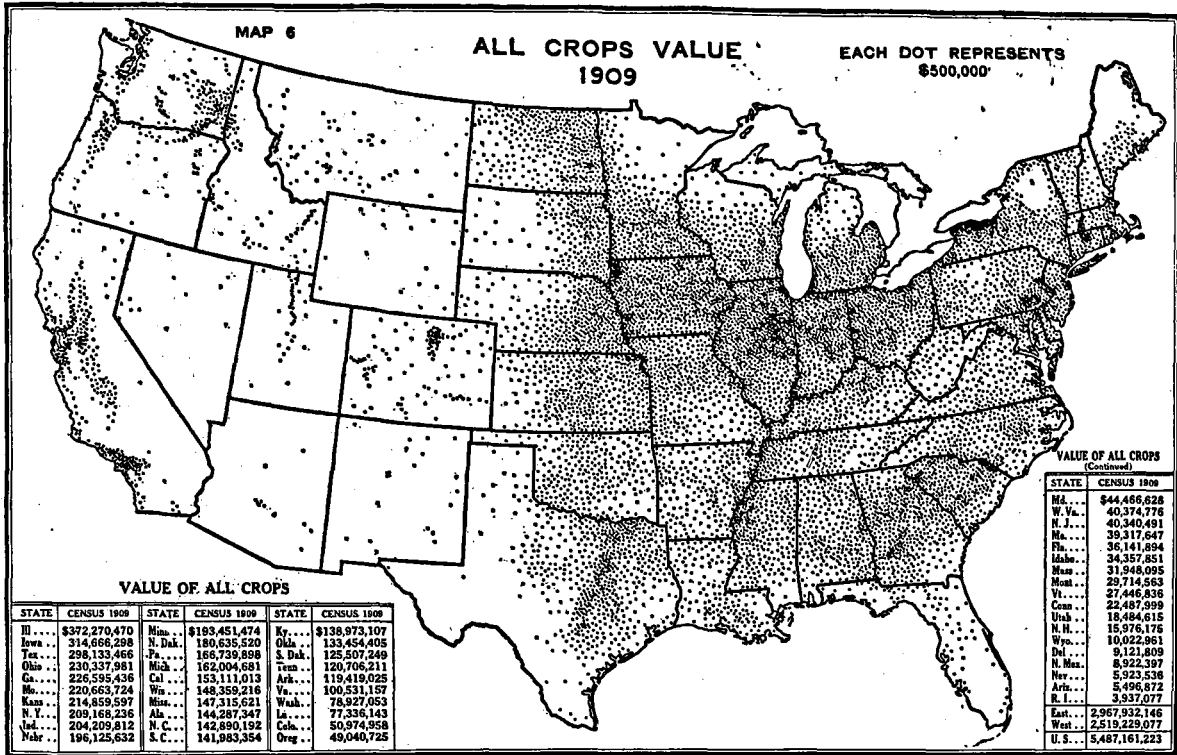 MAP 6
ALL CROPS VALUE
1909
EACH DOT REPRESENTS
$500,000
VALUE OF ALL CROPS
STATE CENSUS 1909 STATE CENSUS 1909 STATE CENSUS 1909
Ill.... $372,270,470 Minn... $193,451,474 Ky.... $138,973,107
Iowa .. 314,666,298 N. Dak. 180,635,520 Okla .. 133,454,405
Tex.... 298,133,466 Pa.... 166,739,898 S. Dak. 125,507,249
Ohio .. 230,337,981 Mich .. 162,004,681 Tenn .. 120,706,211
Ga.... 226,595,436 Cal ... 153,111,013 Ark... 119,419,025
Mo.... 220,663,724 Wis ... 148,359,216 Va.... 100,531,157
Kans .. 214,859,597 Miss... 147,315,621 Wash.. 78,927,053
N. Y... 209,168,236 Ala ... 144,287,347 La.... 77,336,143
Ind.... 204,209,812 N. C... 142,890,192 Colo... 50,974,958
Nebr .. 196,125,632 S. C... 141,983,354 Oreg .. 49,040,725
VALUE OF ALL CROPS
(Continued)
STATE CENSUS 1909
Md.... $44,466,628
W. Va.. 40,374,776
N. J... 40,340,491
Me.... 39,317,647
Fla.... 36,141,894
Idaho.. 34,357,851
Mass .. 31,948,095
Mont... 29,714,563
Vt.... 27,446,836
Conn .. 22,487,999
Utah .. 18,484,615
N. H... 15,976,176
Wyo... 10,022,961
Del ... 9,121,809
N. Mex. 8,922,397
Nev ... 5,923,536
Ariz... 5,496,872
R. I... 3,937,077
East... 2,967,932,146
West.. 2,519,229,077
U. S... 5,487,161,223